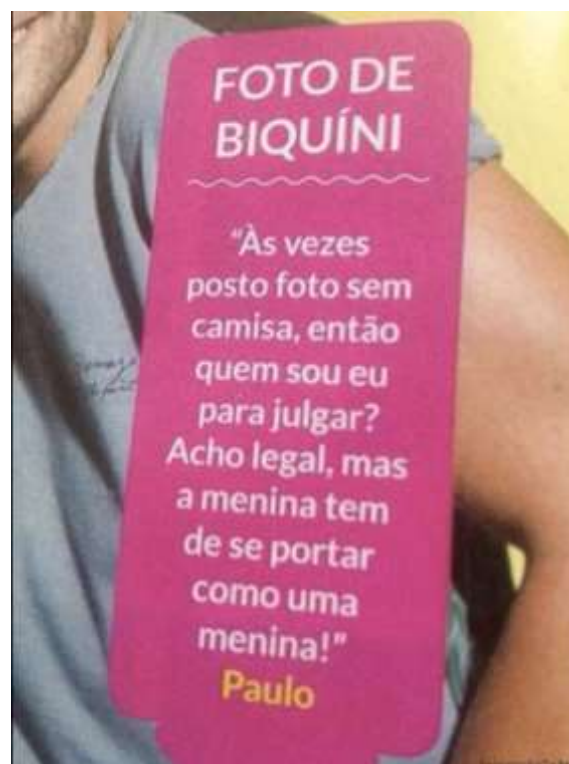 FOTO DE
BIQUÍNI
“Às vezes
posto foto sem
camisa, então
quem sou eu
para julgar?
Acho legal, mas
a menina tem
de se portar
como uma
menina!”
Paulo